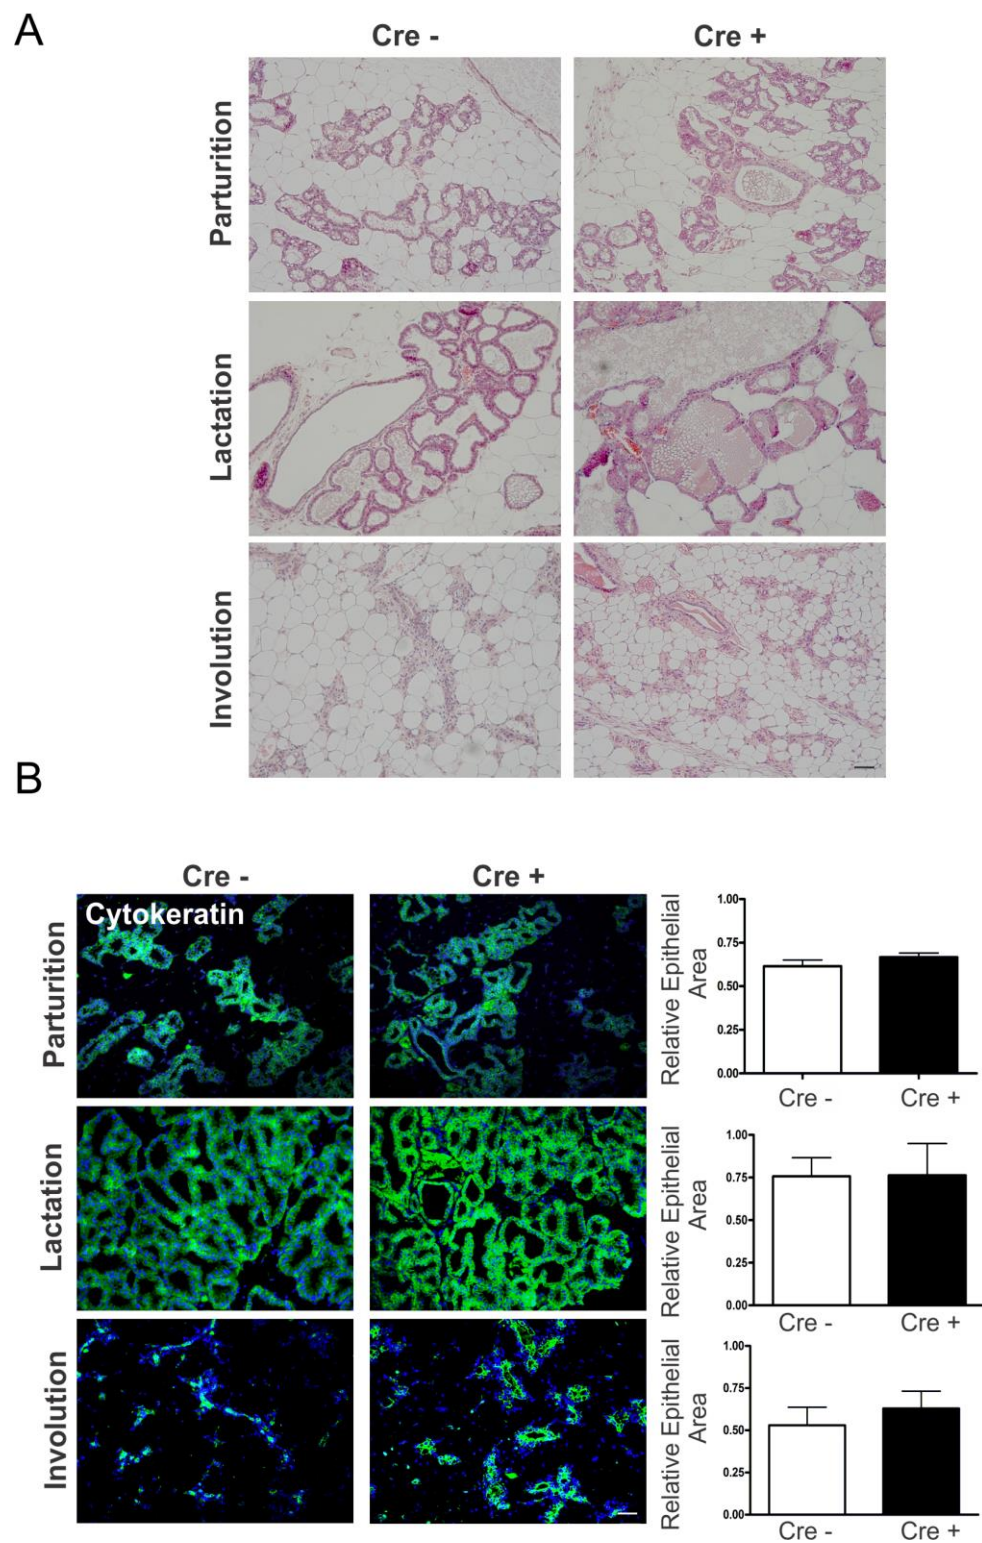 A
Cre -
Cre +
Parturition
Lactation
Involution
B
Cre -
Cre +
Cytokeratin
Parturition
Lactation
Involution
Relative Epithelial
Area
1.00
0.75
0.50
0.25
0.00
Cre -
Cre +
Relative Epithelial
Area
1.00
0.75
0.50
0.25
0.00
Cre -
Cre +
Relative Epithelial
Area
1.00
0.75
0.50
0.25
0.00
Cre -
Cre +